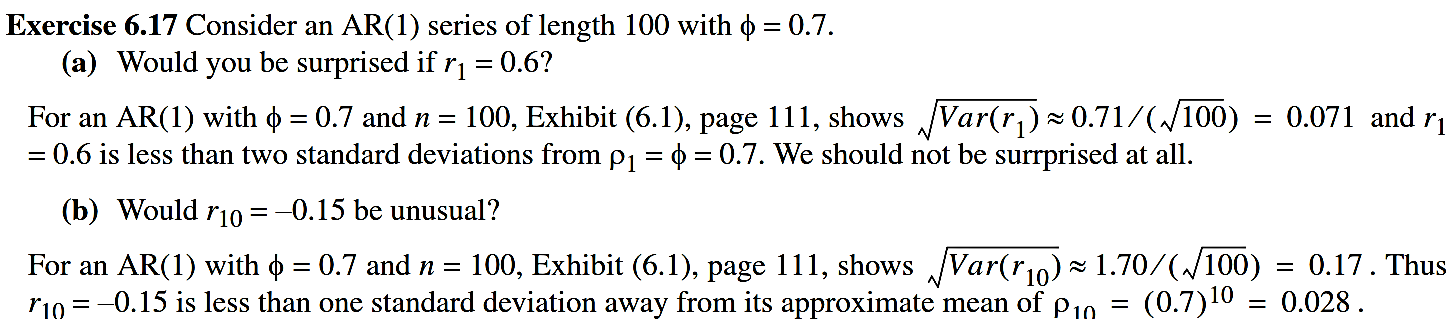 Exercise 6.17 Consider an AR(1) series of length 100 with ϕ = 0.7.
(a) Would you be surprised if r₁ = 0.6?
For an AR(1) with ϕ = 0.7 and n = 100, Exhibit (6.1), page 111, shows √Var(r₁) ≈ 0.71/(√100) = 0.071 and r₁
= 0.6 is less than two standard deviations from ρ₁ = ϕ = 0.7. We should not be surrprised at all.
(b) Would r₁₀ = –0.15 be unusual?
For an AR(1) with ϕ = 0.7 and n = 100, Exhibit (6.1), page 111, shows √Var(r₁₀) ≈ 1.70/(√100) = 0.17. Thus
r₁₀ = –0.15 is less than one standard deviation away from its approximate mean of ρ₁₀ = (0.7)¹⁰ = 0.028.